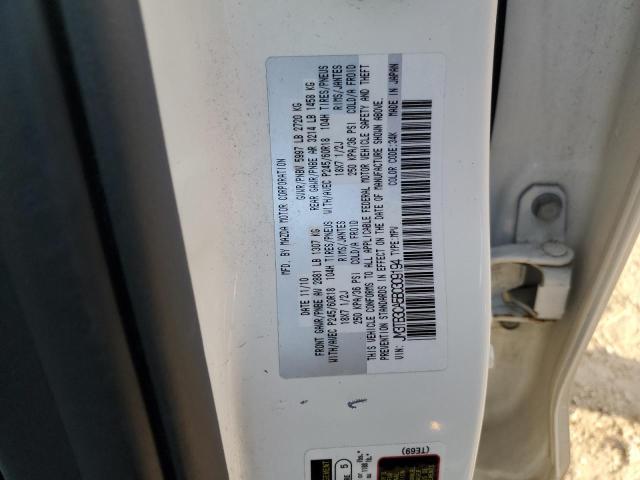 MFD. BY MAZDA MOTOR CORPORATION
DATE 11/10 GVWR/PNBV 5997 LB 2720 KG
FRONT GAWR/PNBE AV 2881 LB 1307 KG REAR GAWR/PNBE AR 3214 LB 1458 KG
WITH/AVEC P245/60R18 104H TIRES/PNEUS WITH/AVEC P245/60R18 104H TIRES/PNEUS
18X7 1/2J RIMS/JANTES 18X7 1/2J RIMS/JANTES
250 KPA/36 PSI COLD/A FROID 250 KPA/36 PSI COLD/A FROID
THIS VEHICLE CONFORMS TO ALL APPLICABLE FEDERAL MOTOR VEHICLE SAFETY AND THEFT
PREVENTION STANDARDS IN EFFECT ON THE DATE OF MANUFACTURE SHOWN ABOVE.
VIN: TYPE:MPV COLOR CODE:34K MADE IN JAPAN
(TE69)
5